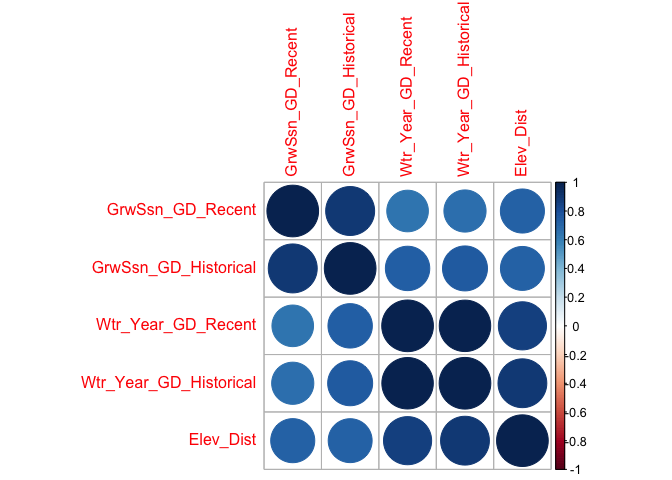 GrwSsn_GD_Recent
GrwSsn_GD_Historical
Wtr_Year_GD_Recent
Wtr_Year_GD_Historical
Elev_Dist
GrwSsn_GD_Recent
GrwSsn_GD_Historical
Wtr_Year_GD_Recent
Wtr_Year_GD_Historical
Elev_Dist
1
0.8
0.6
0.4
0.2
0
-0.2
-0.4
-0.6
-0.8
-1